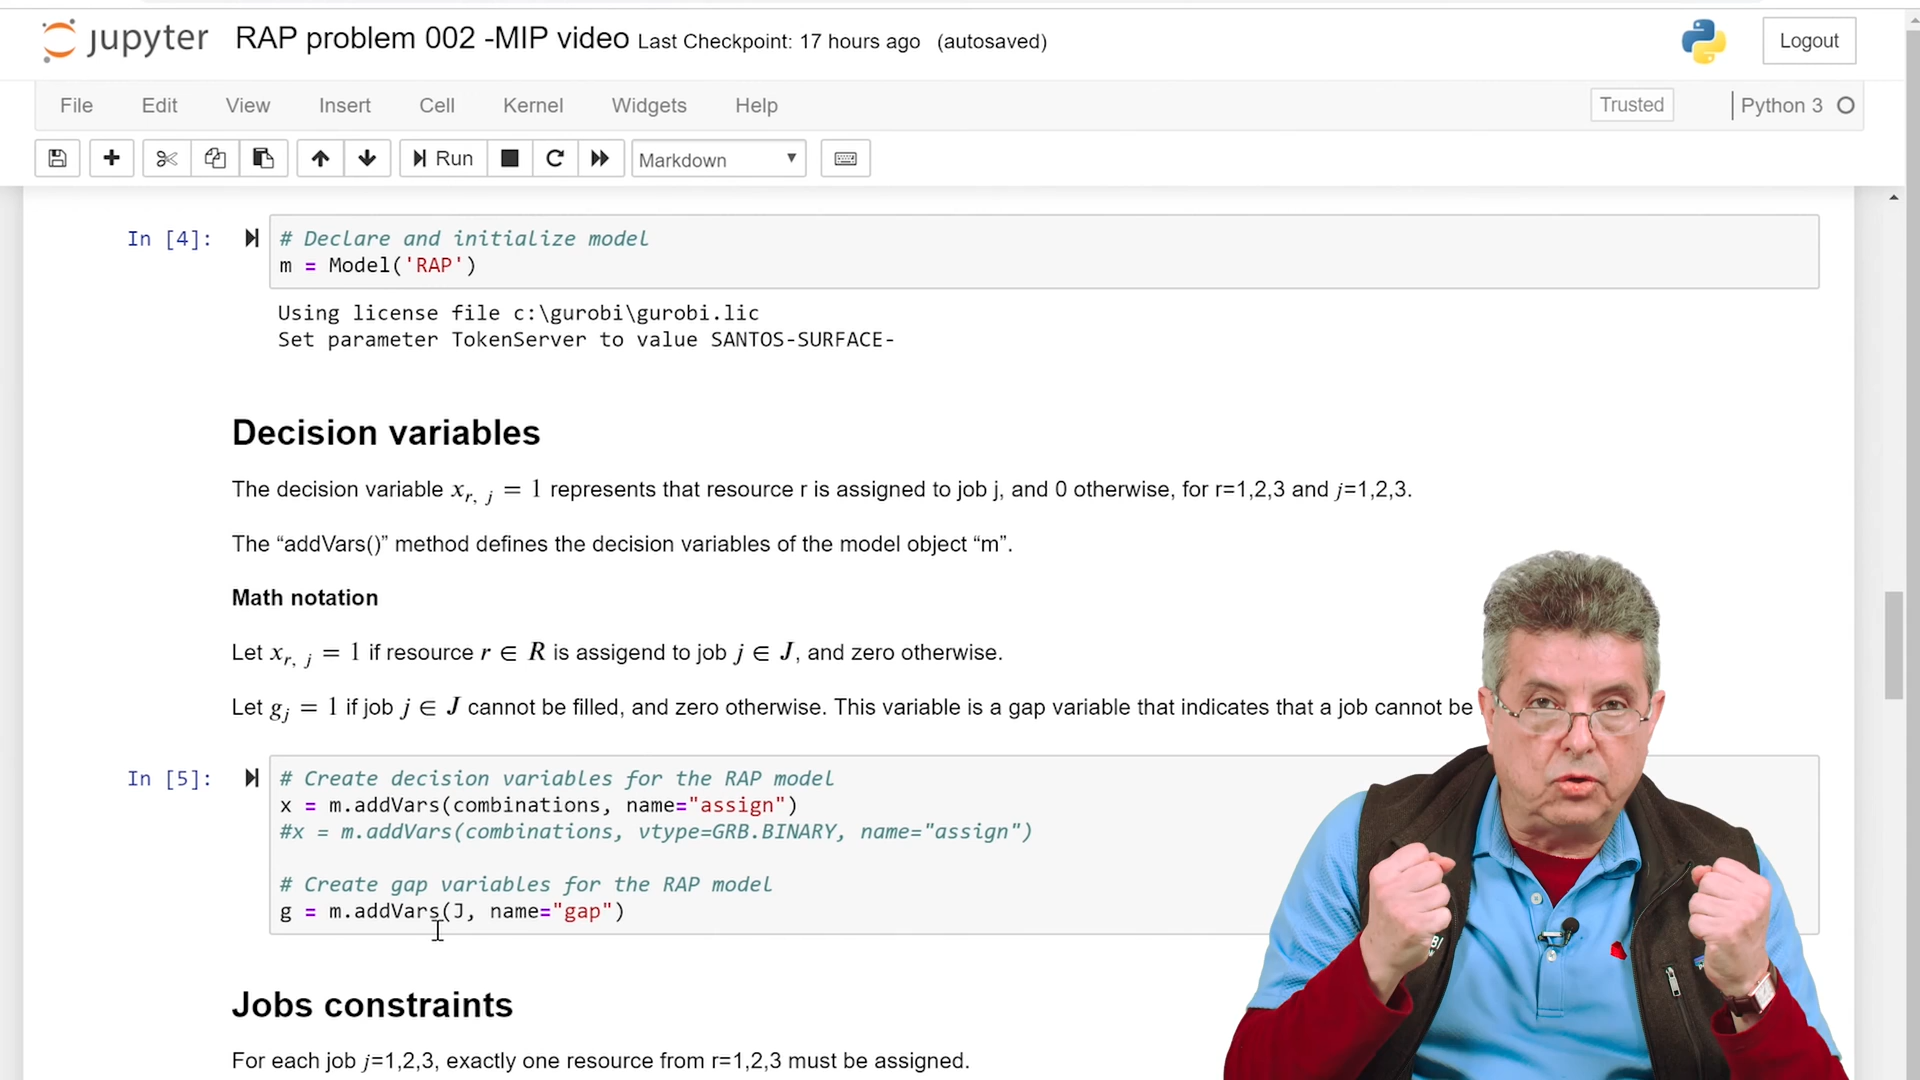 jupyter RAP problem 002 -MIP video Last Checkpoint: 17 hours ago (autosaved) Logout
File Edit View Insert Cell Kernel Widgets Help Trusted Python 3
Run Markdown
In [4]: # Declare and initialize model
m = Model('RAP')
Using license file c:\gurobi\gurobi.lic
Set parameter TokenServer to value SANTOS-SURFACE-
Decision variables
The decision variable x_{r, j} = 1 represents that resource r is assigned to job j, and 0 otherwise, for r=1,2,3 and j=1,2,3.
The “addVars()” method defines the decision variables of the model object “m”.
Math notation
Let x_{r, j} = 1 if resource r ∈ R is assigend to job j ∈ J, and zero otherwise.
Let g_j = 1 if job j ∈ J cannot be filled, and zero otherwise. This variable is a gap variable that indicates that a job cannot be
In [5]: # Create decision variables for the RAP model
x = m.addVars(combinations, name="assign")
#x = m.addVars(combinations, vtype=GRB.BINARY, name="assign")
# Create gap variables for the RAP model
g = m.addVars(J, name="gap")
Jobs constraints
For each job j=1,2,3, exactly one resource from r=1,2,3 must be assigned.